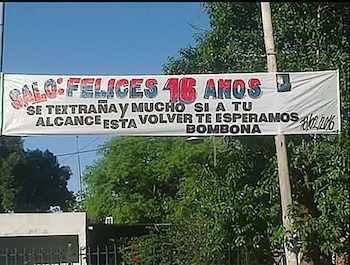 SALO: FELICES 16 AÑOS
SE TEXTRAÑA Y MUCHO SI A TU
ALCANCE ESTA VOLVER TE ESPERAMOS
BOMBONA